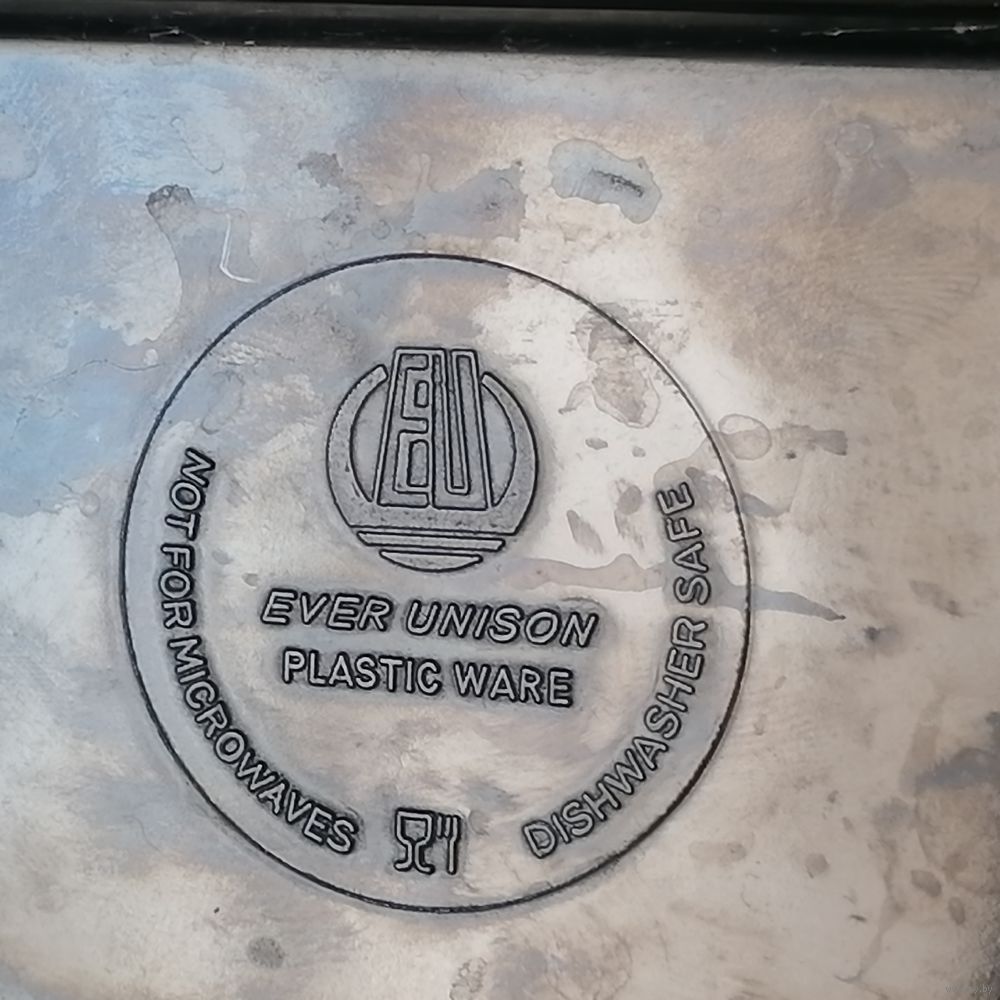 EU
EVER UNISON
PLASTIC WARE
NOT FOR MICROWAVES
DISHWASHER SAFE